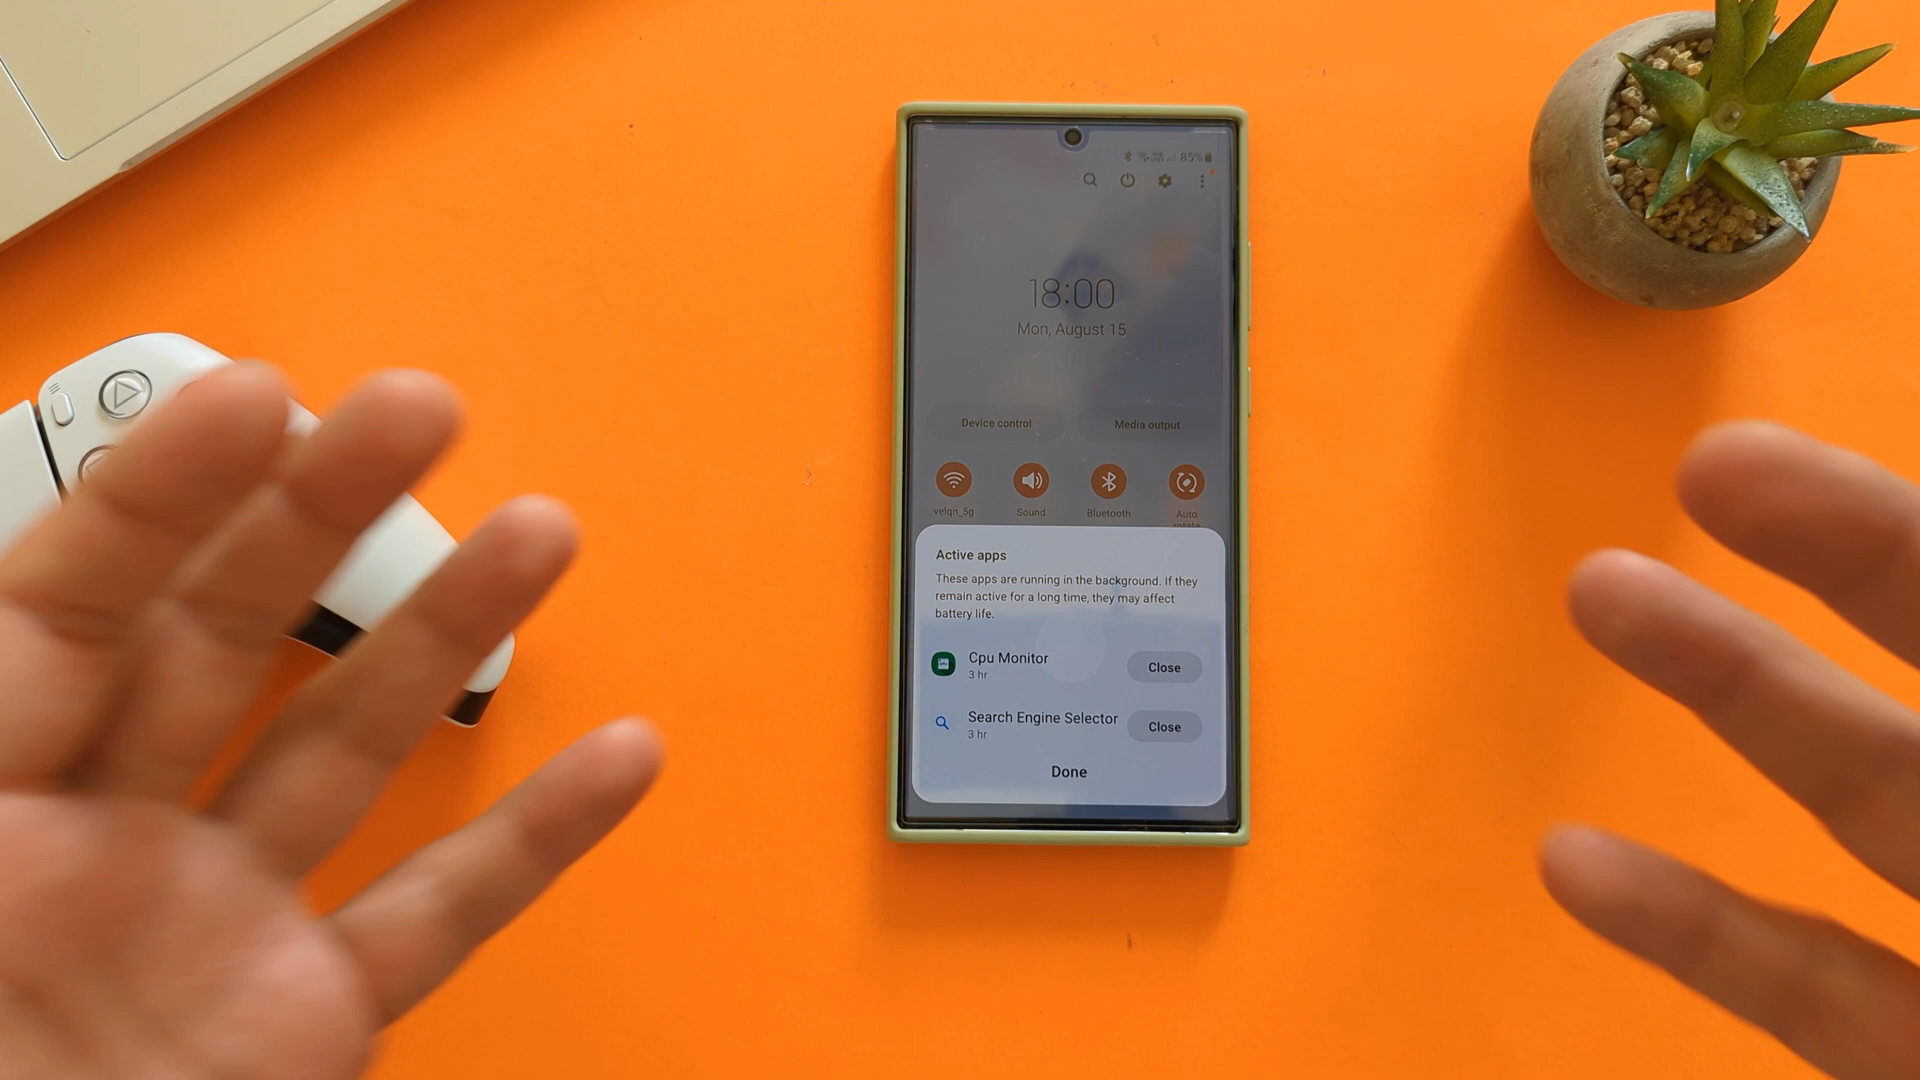 85%
18:00
Mon, August 15
Device control
Media output
velqn_5g
Sound
Bluetooth
Auto
rotate
Active apps
These apps are running in the background. If they
remain active for a long time, they may affect
battery life.
Cpu Monitor
3 hr
Close
Search Engine Selector
3 hr
Close
Done